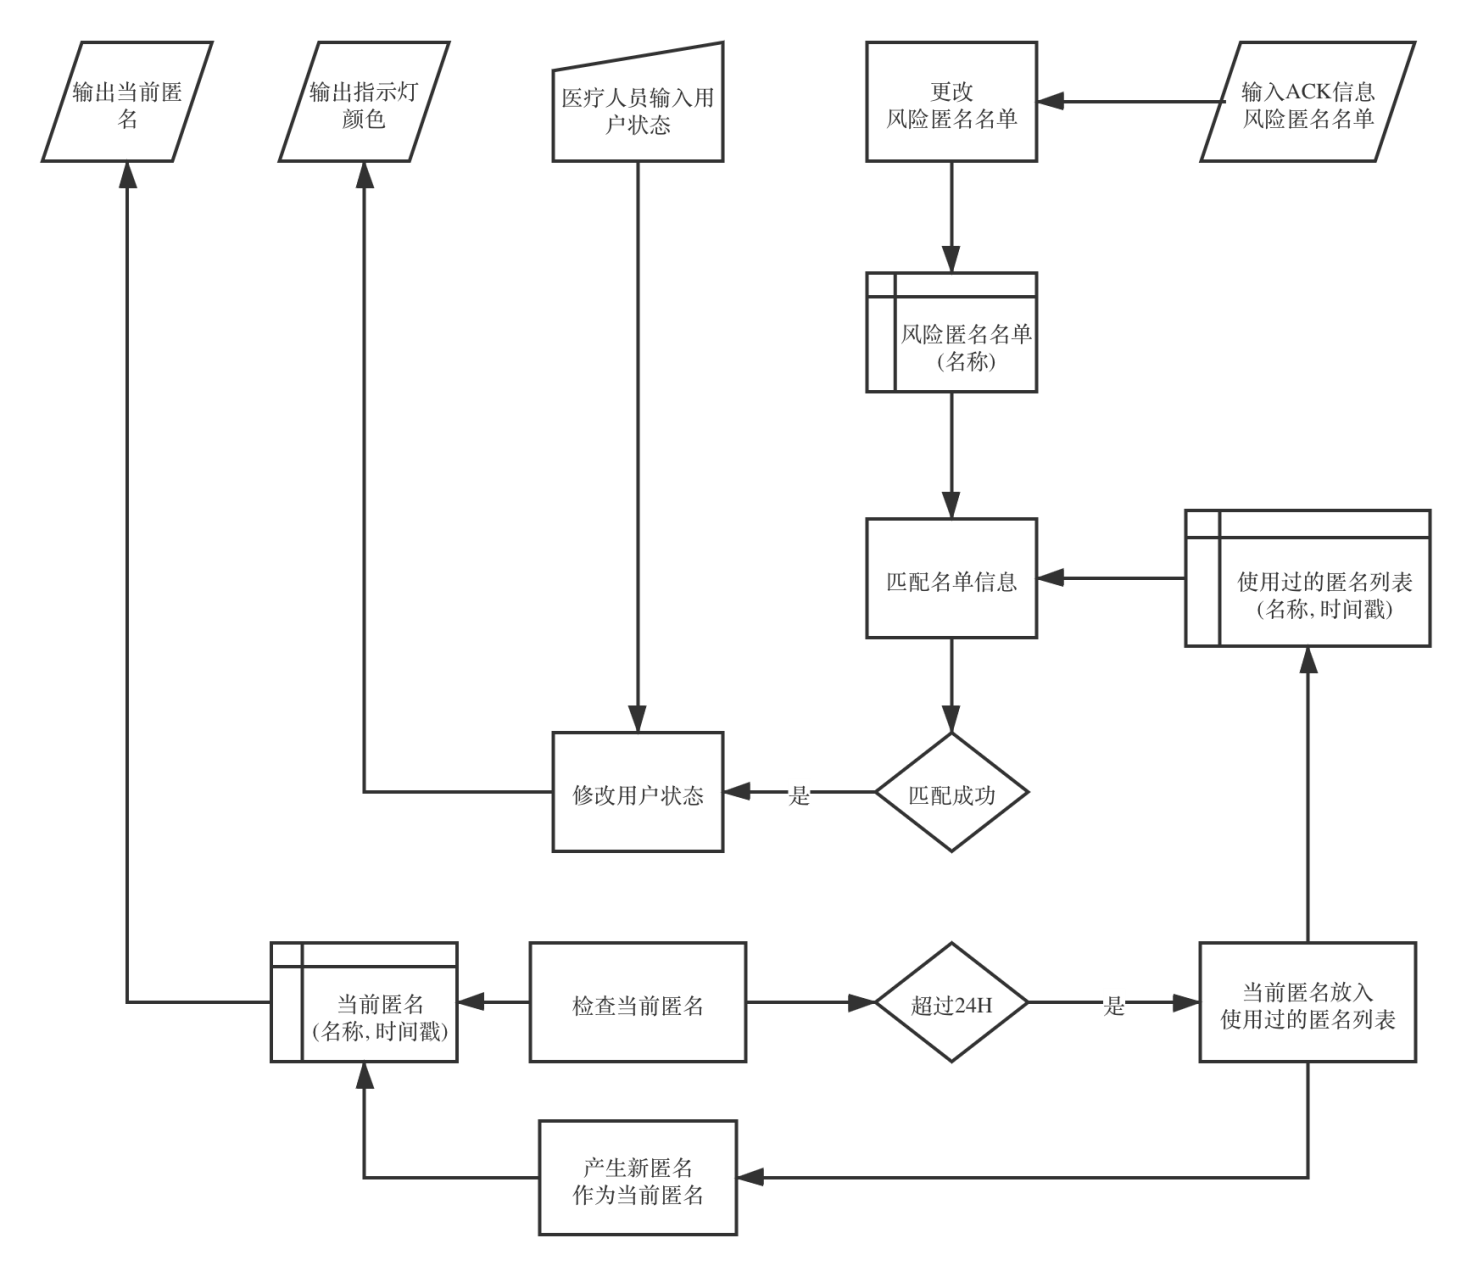 输出当前匿
名
输出指示灯
颜色
医疗人员输入用
户状态
更改
风险匿名名单
输入ACK信息
风险匿名名单
风险匿名名单
(名称)
匹配名单信息
使用过的匿名列表
(名称, 时间戳)
修改用户状态
是
匹配成功
当前匿名
(名称, 时间戳)
检查当前匿名
超过24H
是
当前匿名放入
使用过的匿名列表
产生新匿名
作为当前匿名